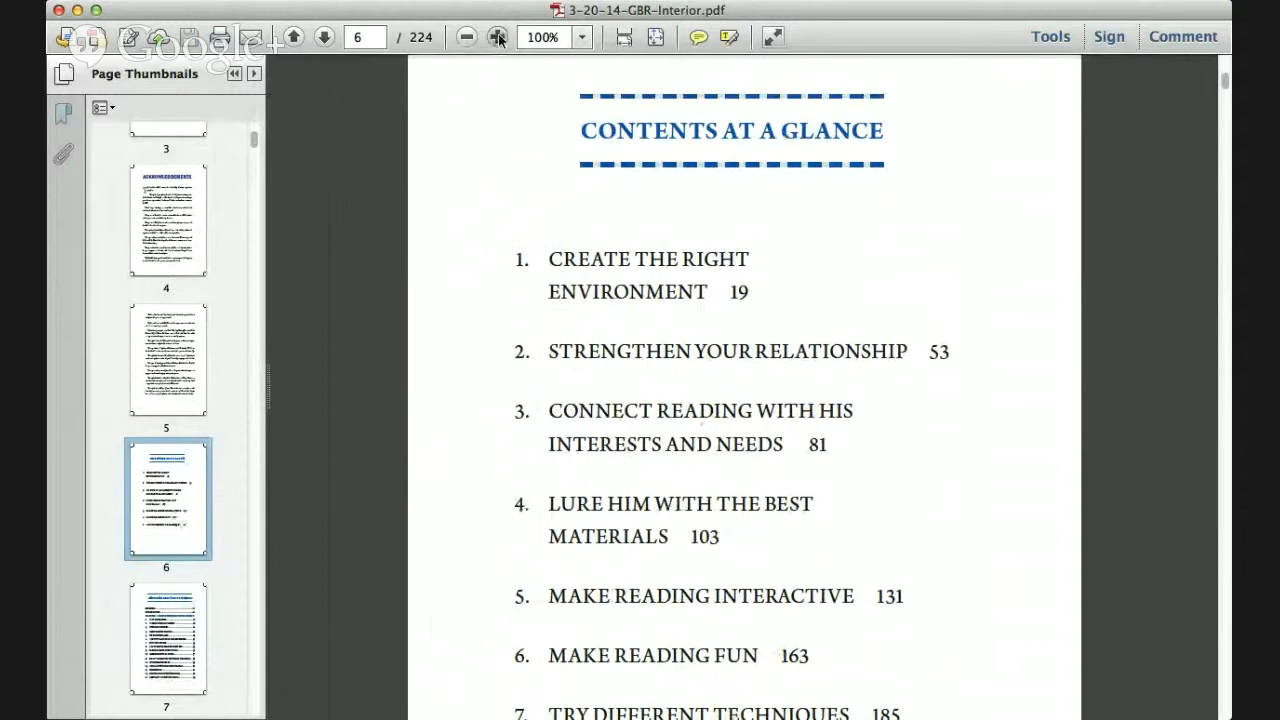 3-20-14-GBR-Interior.pdf
Google+
6 / 224
100%
Tools
Sign
Comment
Page Thumbnails
3
ACKNOWLEDGEMENTS
4
5
6
7
CONTENTS AT A GLANCE
1. CREATE THE RIGHT
ENVIRONMENT 19
2. STRENGTHEN YOUR RELATIONSHIP 53
3. CONNECT READING WITH HIS
INTERESTS AND NEEDS 81
4. LURE HIM WITH THE BEST
MATERIALS 103
5. MAKE READING INTERACTIVE 131
6. MAKE READING FUN 163
7. TRY DIFFERENT TECHNIQUES 185